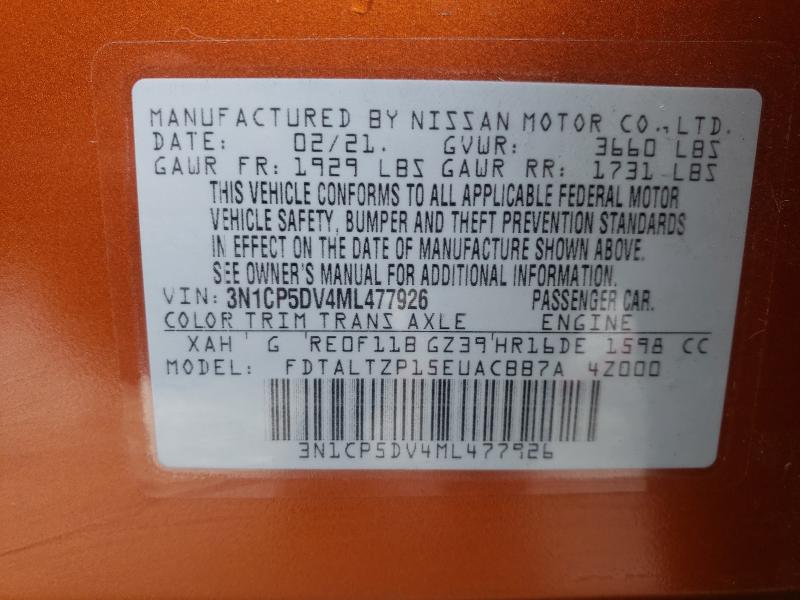 MANUFACTURED BY NISSAN MOTOR CO.,LTD.
DATE: 02/21. GVWR: 3660 LBS
GAWR FR: 1929 LBS GAWR RR: 1731 LBS
THIS VEHICLE CONFORMS TO ALL APPLICABLE FEDERAL MOTOR
VEHICLE SAFETY, BUMPER AND THEFT PREVENTION STANDARDS
IN EFFECT ON THE DATE OF MANUFACTURE SHOWN ABOVE.
SEE OWNER'S MANUAL FOR ADDITIONAL INFORMATION.
VIN: 3N1CP5DV4ML477926 PASSENGER CAR.
COLOR TRIM TRANS AXLE ENGINE
XAH G RE0F11B GZ39 HR16DE 1598 CC
MODEL: FDTALTZP15EUACBB7A 4Z000
3N1CP5DV4ML477926